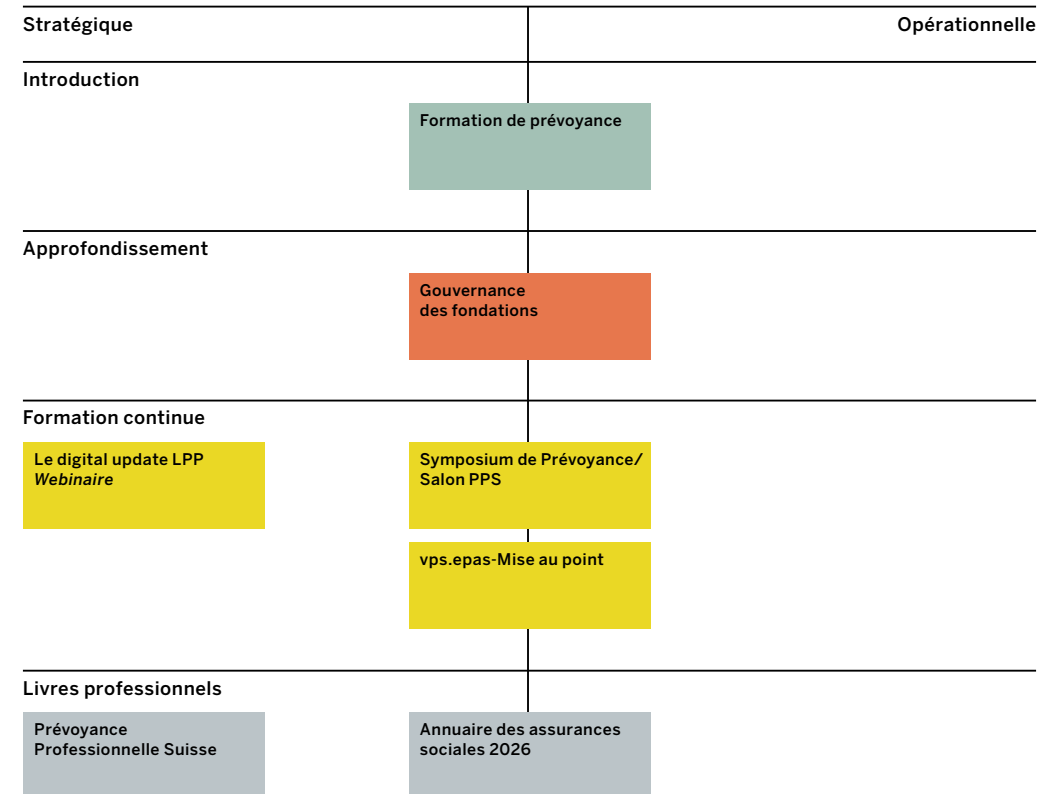 Stratégique
Opérationnelle
Introduction
Formation de prévoyance
Approfondissement
Gouvernance
des fondations
Formation continue
Le digital update LPP
Webinaire
Symposium de Prévoyance/
Salon PPS
vps.epas-Mise au point
Livres professionnels
Prévoyance
Professionnelle Suisse
Annuaire des assurances
sociales 2026